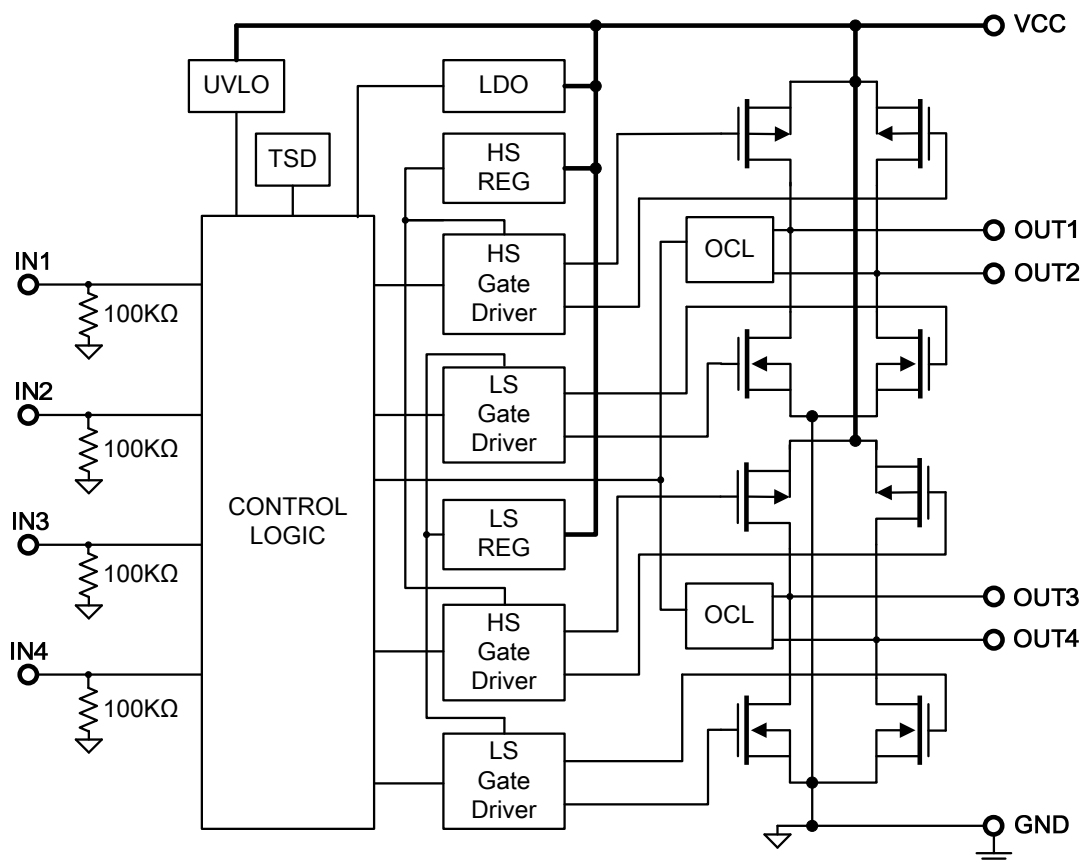 VCC
UVLO
LDO
TSD
HS
REG
HS
Gate
Driver
OCL
OUT1
OUT2
IN1
100KΩ
LS
Gate
Driver
IN2
100KΩ
CONTROL
LOGIC
LS
REG
IN3
100KΩ
HS
Gate
Driver
OCL
OUT3
OUT4
IN4
100KΩ
LS
Gate
Driver
GND